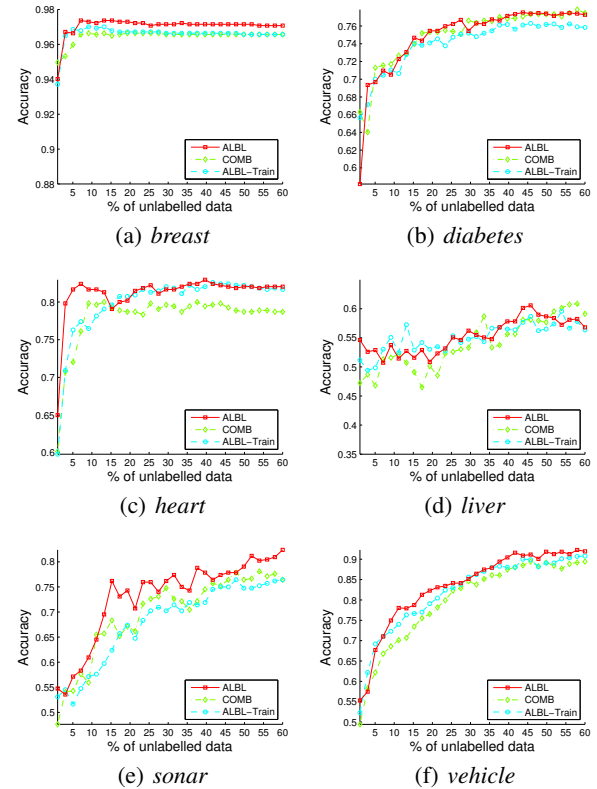 0.98
0.96
0.94
0.92
0.9
0.88
Accuracy
5 10 15 20 25 30 35 40 45 50 55 60
% of unlabelled data
ALBL
COMB
ALBL-Train
(a) breast
0.76
0.74
0.72
0.7
0.68
0.66
0.64
0.62
0.6
Accuracy
5 10 15 20 25 30 35 40 45 50 55 60
% of unlabelled data
ALBL
COMB
ALBL-Train
(b) diabetes
0.8
0.75
0.7
0.65
0.6
Accuracy
5 10 15 20 25 30 35 40 45 50 55 60
% of unlabelled data
ALBL
COMB
ALBL-Train
(c) heart
0.6
0.55
0.5
0.45
0.4
0.35
Accuracy
5 10 15 20 25 30 35 40 45 50 55 60
% of unlabelled data
ALBL
COMB
ALBL-Train
(d) liver
0.8
0.75
0.7
0.65
0.6
0.55
0.5
Accuracy
5 10 15 20 25 30 35 40 45 50 55 60
% of unlabelled data
ALBL
COMB
ALBL-Train
(e) sonar
0.9
0.85
0.8
0.75
0.7
0.65
0.6
0.55
0.5
Accuracy
5 10 15 20 25 30 35 40 45 50 55 60
% of unlabelled data
ALBL
COMB
ALBL-Train
(f) vehicle